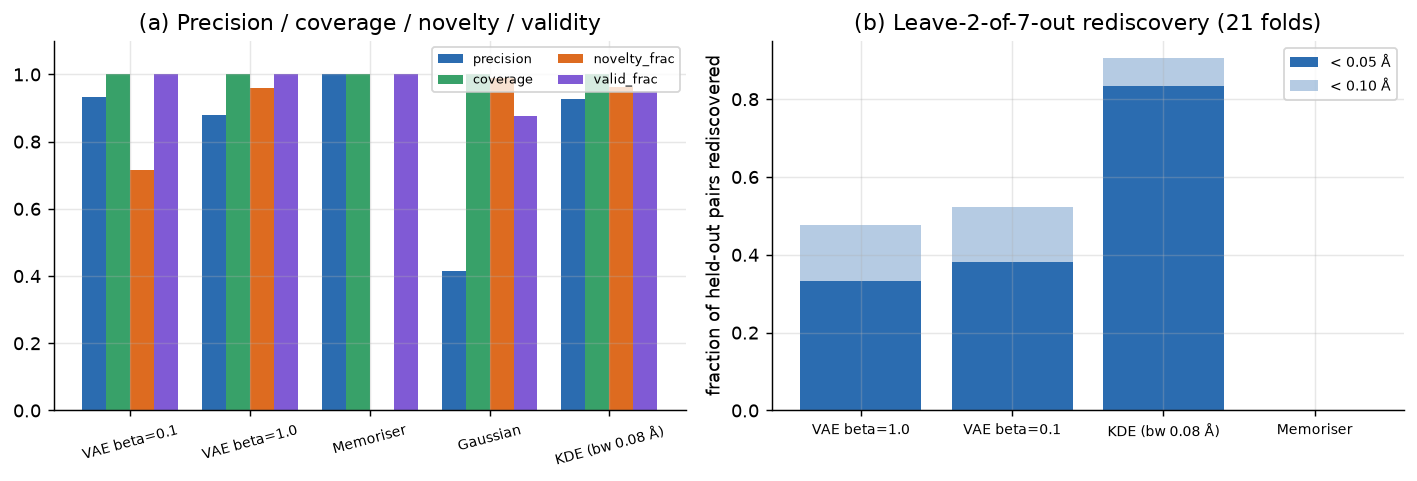 (a) Precision / coverage / novelty / validity
precision
coverage
novelty_frac
valid_frac
1.0
0.8
0.6
0.4
0.2
0.0
VAE beta=0.1
VAE beta=1.0
Memoriser
Gaussian
KDE (bw 0.08 Å)
(b) Leave-2-of-7-out rediscovery (21 folds)
fraction of held-out pairs rediscovered
< 0.05 Å
< 0.10 Å
0.8
0.6
0.4
0.2
0.0
VAE beta=1.0
VAE beta=0.1
KDE (bw 0.08 Å)
Memoriser